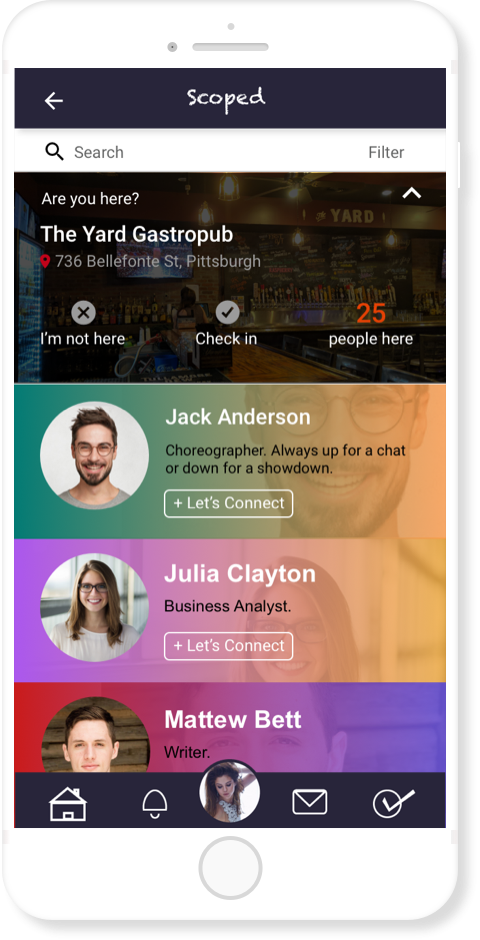 Scoped
Search
Filter
Are you here?
YARD
The Yard Gastropub
736 Bellefonte St, Pittsburgh
25
I'm not here
Check in
people here
Jack Anderson
Choreographer. Always up for a chat
or down for a showdown.
+ Let's Connect
Julia Clayton
Business Analyst.
+ Let's Connect
Mattew Bett
Writer.